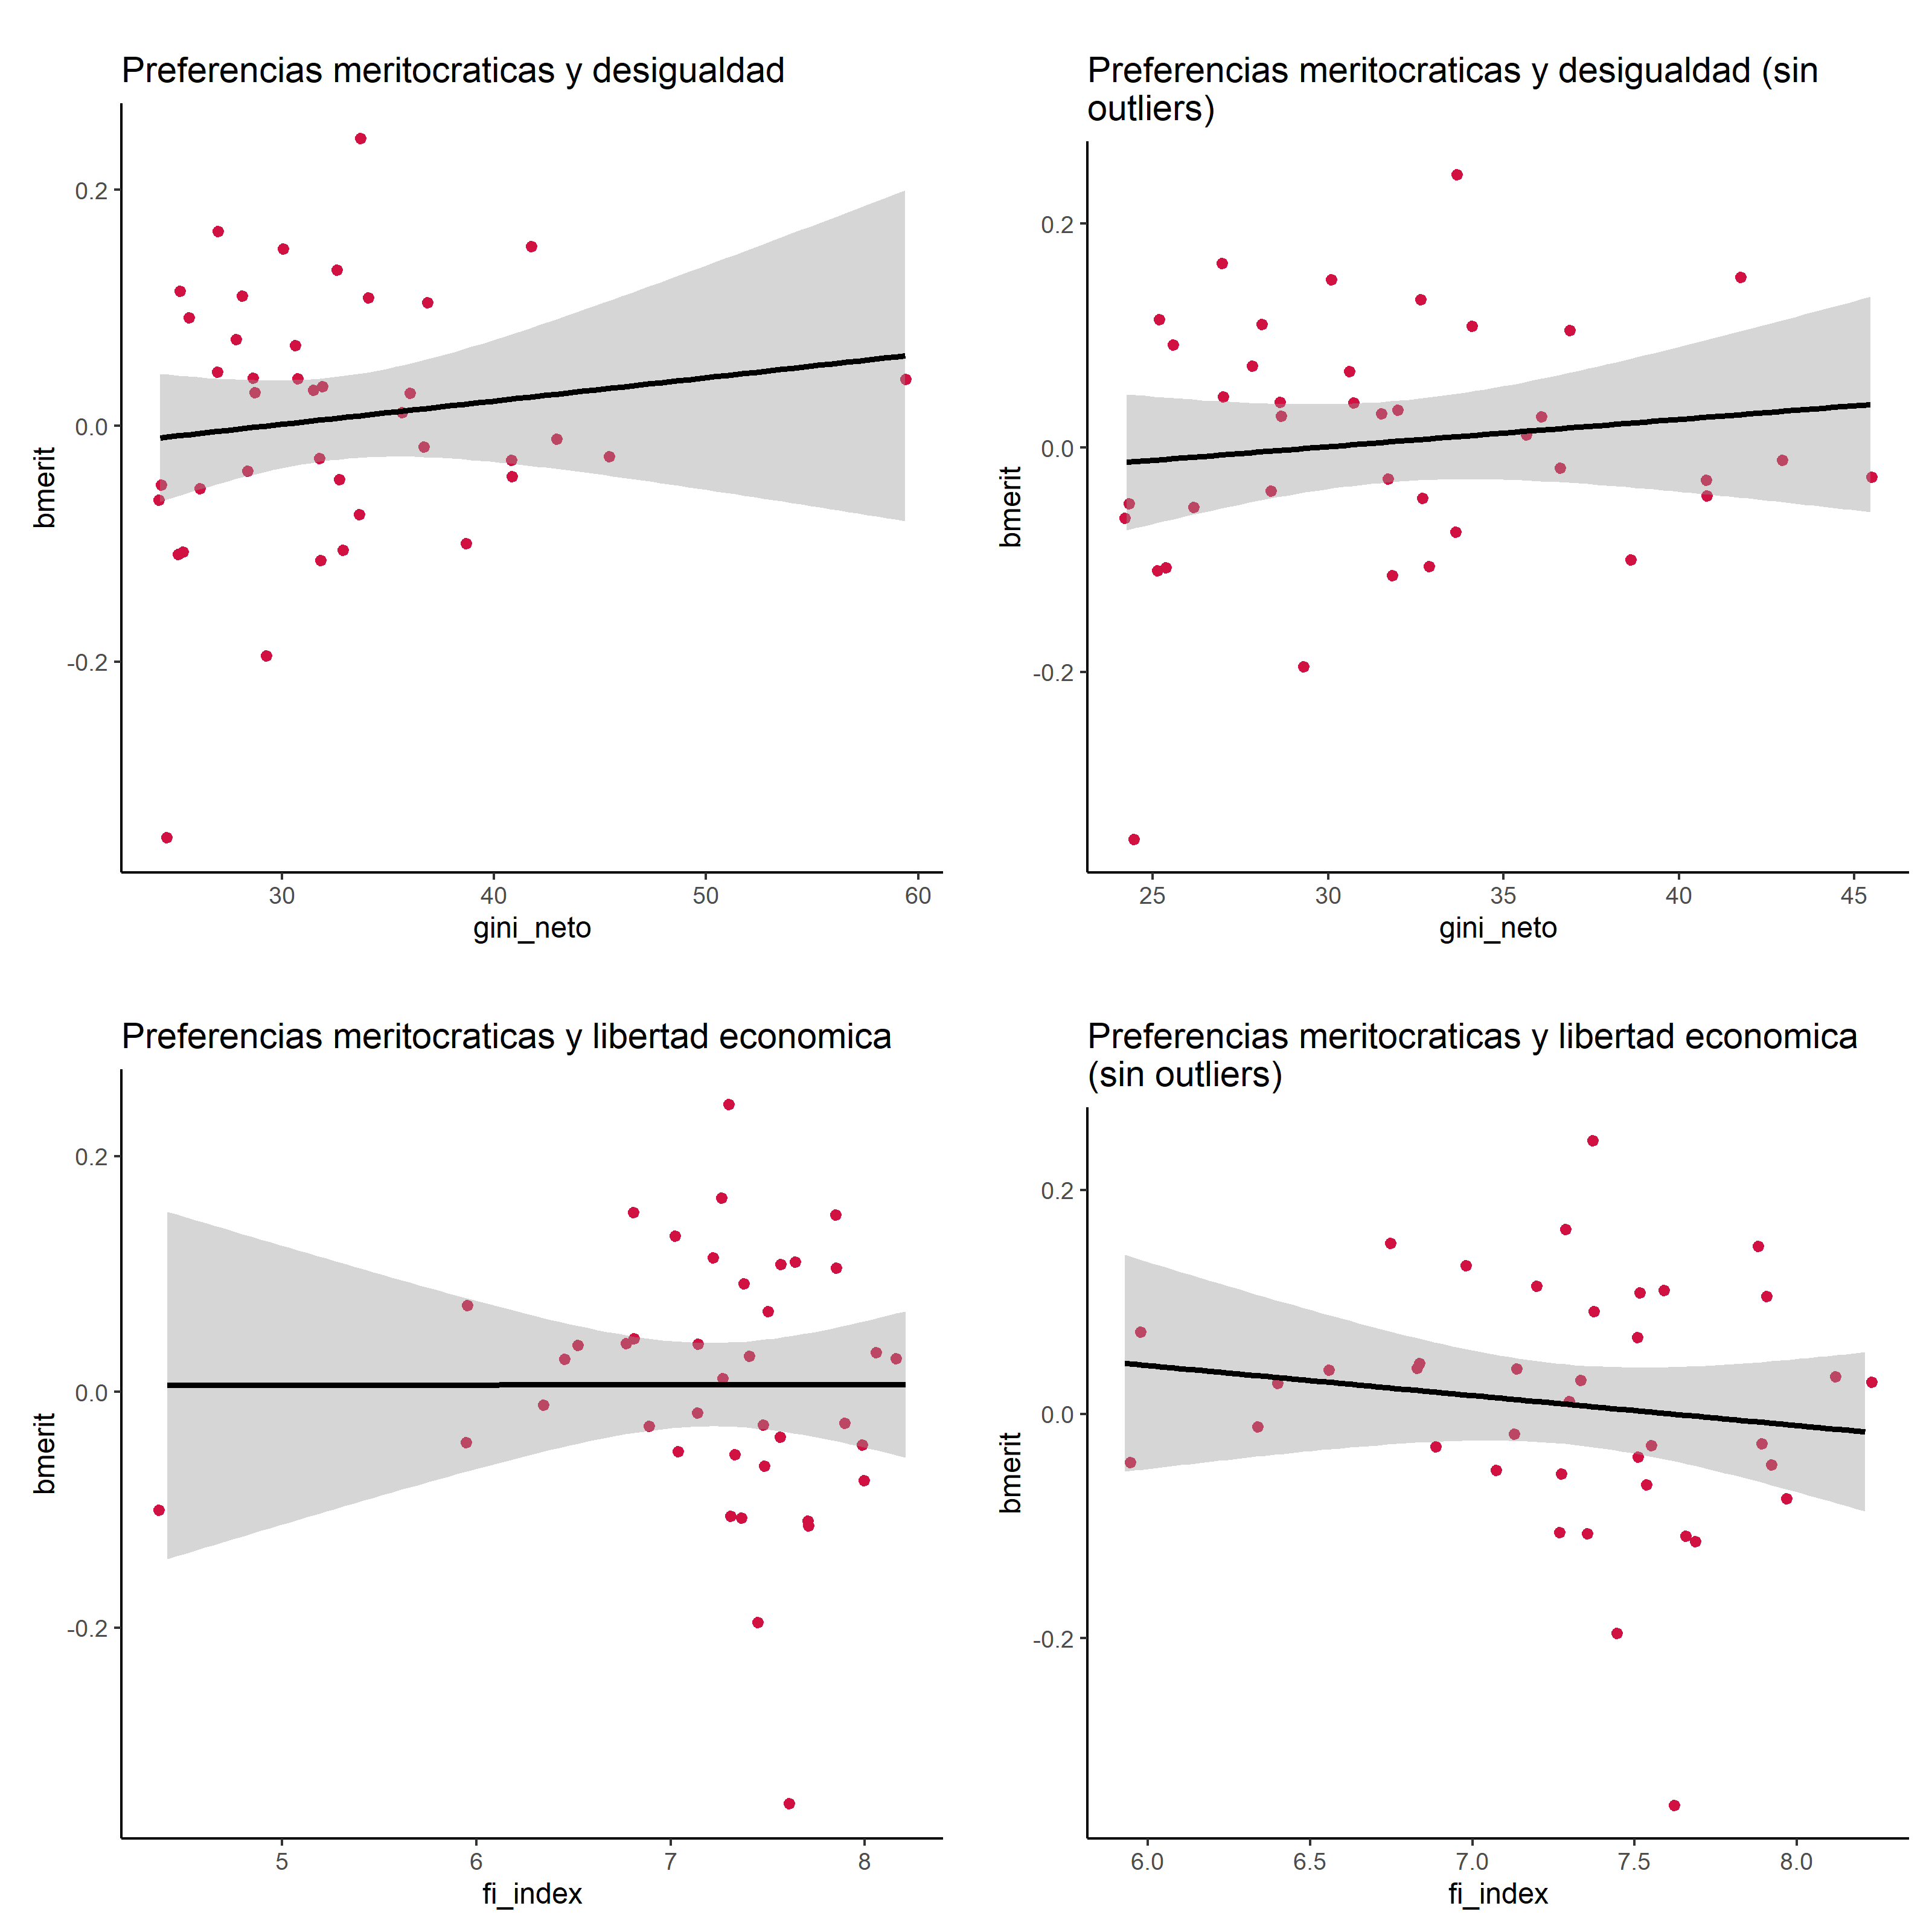 Preferencias meritocraticas y desigualdad
0.2
0.0
-0.2
bmerit
30 40 50 60
gini_neto
Preferencias meritocraticas y desigualdad (sin
outliers)
0.2
0.0
-0.2
bmerit
25 30 35 40 45
gini_neto
Preferencias meritocraticas y libertad economica
0.2
0.0
-0.2
bmerit
5 6 7 8
fi_index
Preferencias meritocraticas y libertad economica
(sin outliers)
0.2
0.0
-0.2
bmerit
6.0 6.5 7.0 7.5 8.0
fi_index